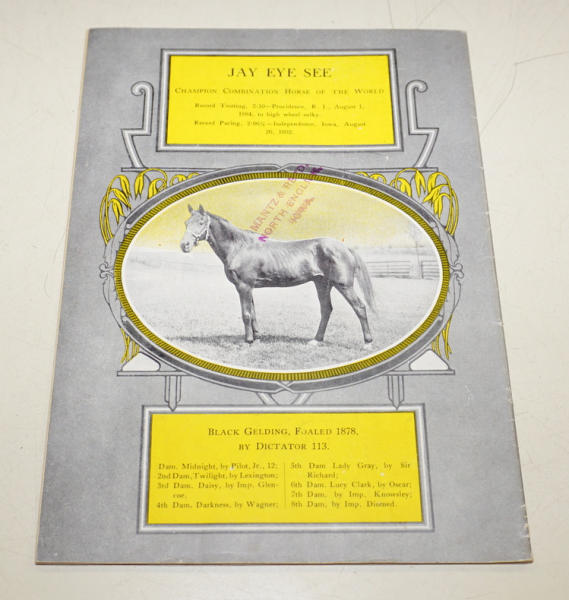 JAY EYE SEE
CHAMPION COMBINATION HORSE OF THE WORLD
Record Trotting, 2:10—Providence, R. I., August 1,
1884, to high wheel sulky.
Record Pacing, 2:06¼—Independence, Iowa, August
26, 1892.
NORTH ENGLISH
IOWA
BLACK GELDING, FOALED 1878,
BY DICTATOR 113.
Dam. Midnight, by Pilot, Jr., 12;
2nd Dam, Twilight, by Lexington;
3rd Dam. Daisy, by Imp. Glen-
coe.
4th Dam. Darkness, by Wagner;
5th Dam Lady Gray, by Sir
Richard;
6th Dam. Lucy Clark, by Oscar;
7th Dam, by Imp. Knowsley;
8th Dam, by Imp. Diomed.